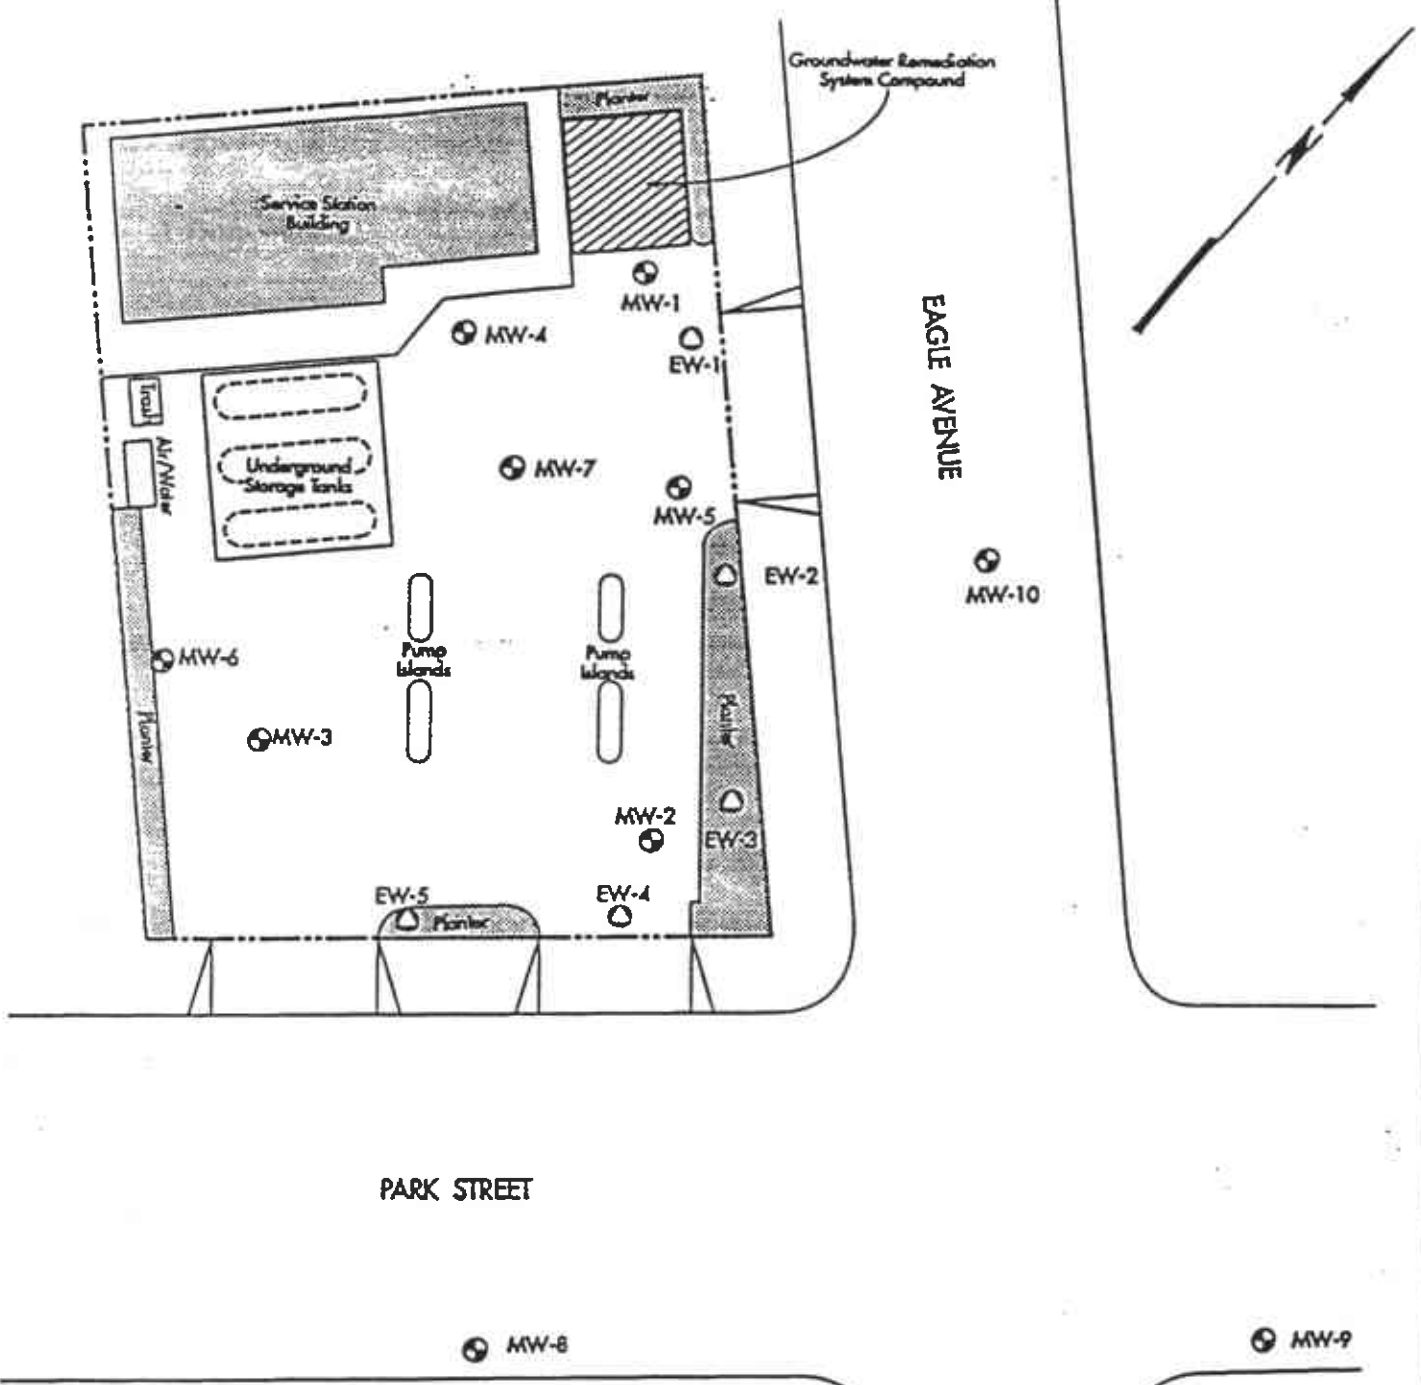 Groundwater Remediation
System Compound
Planter
Service Station
Building
MW-1
MW-4
EW-1
EAGLE AVENUE
Trash
Air/Water
Underground
Storage Tanks
MW-7
MW-5
EW-2
MW-10
Pump
Islands
Pump
Islands
MW-6
Planter
Planter
MW-3
MW-2
EW-3
EW-5
EW-4
Planter
PARK STREET
MW-8
MW-9
N